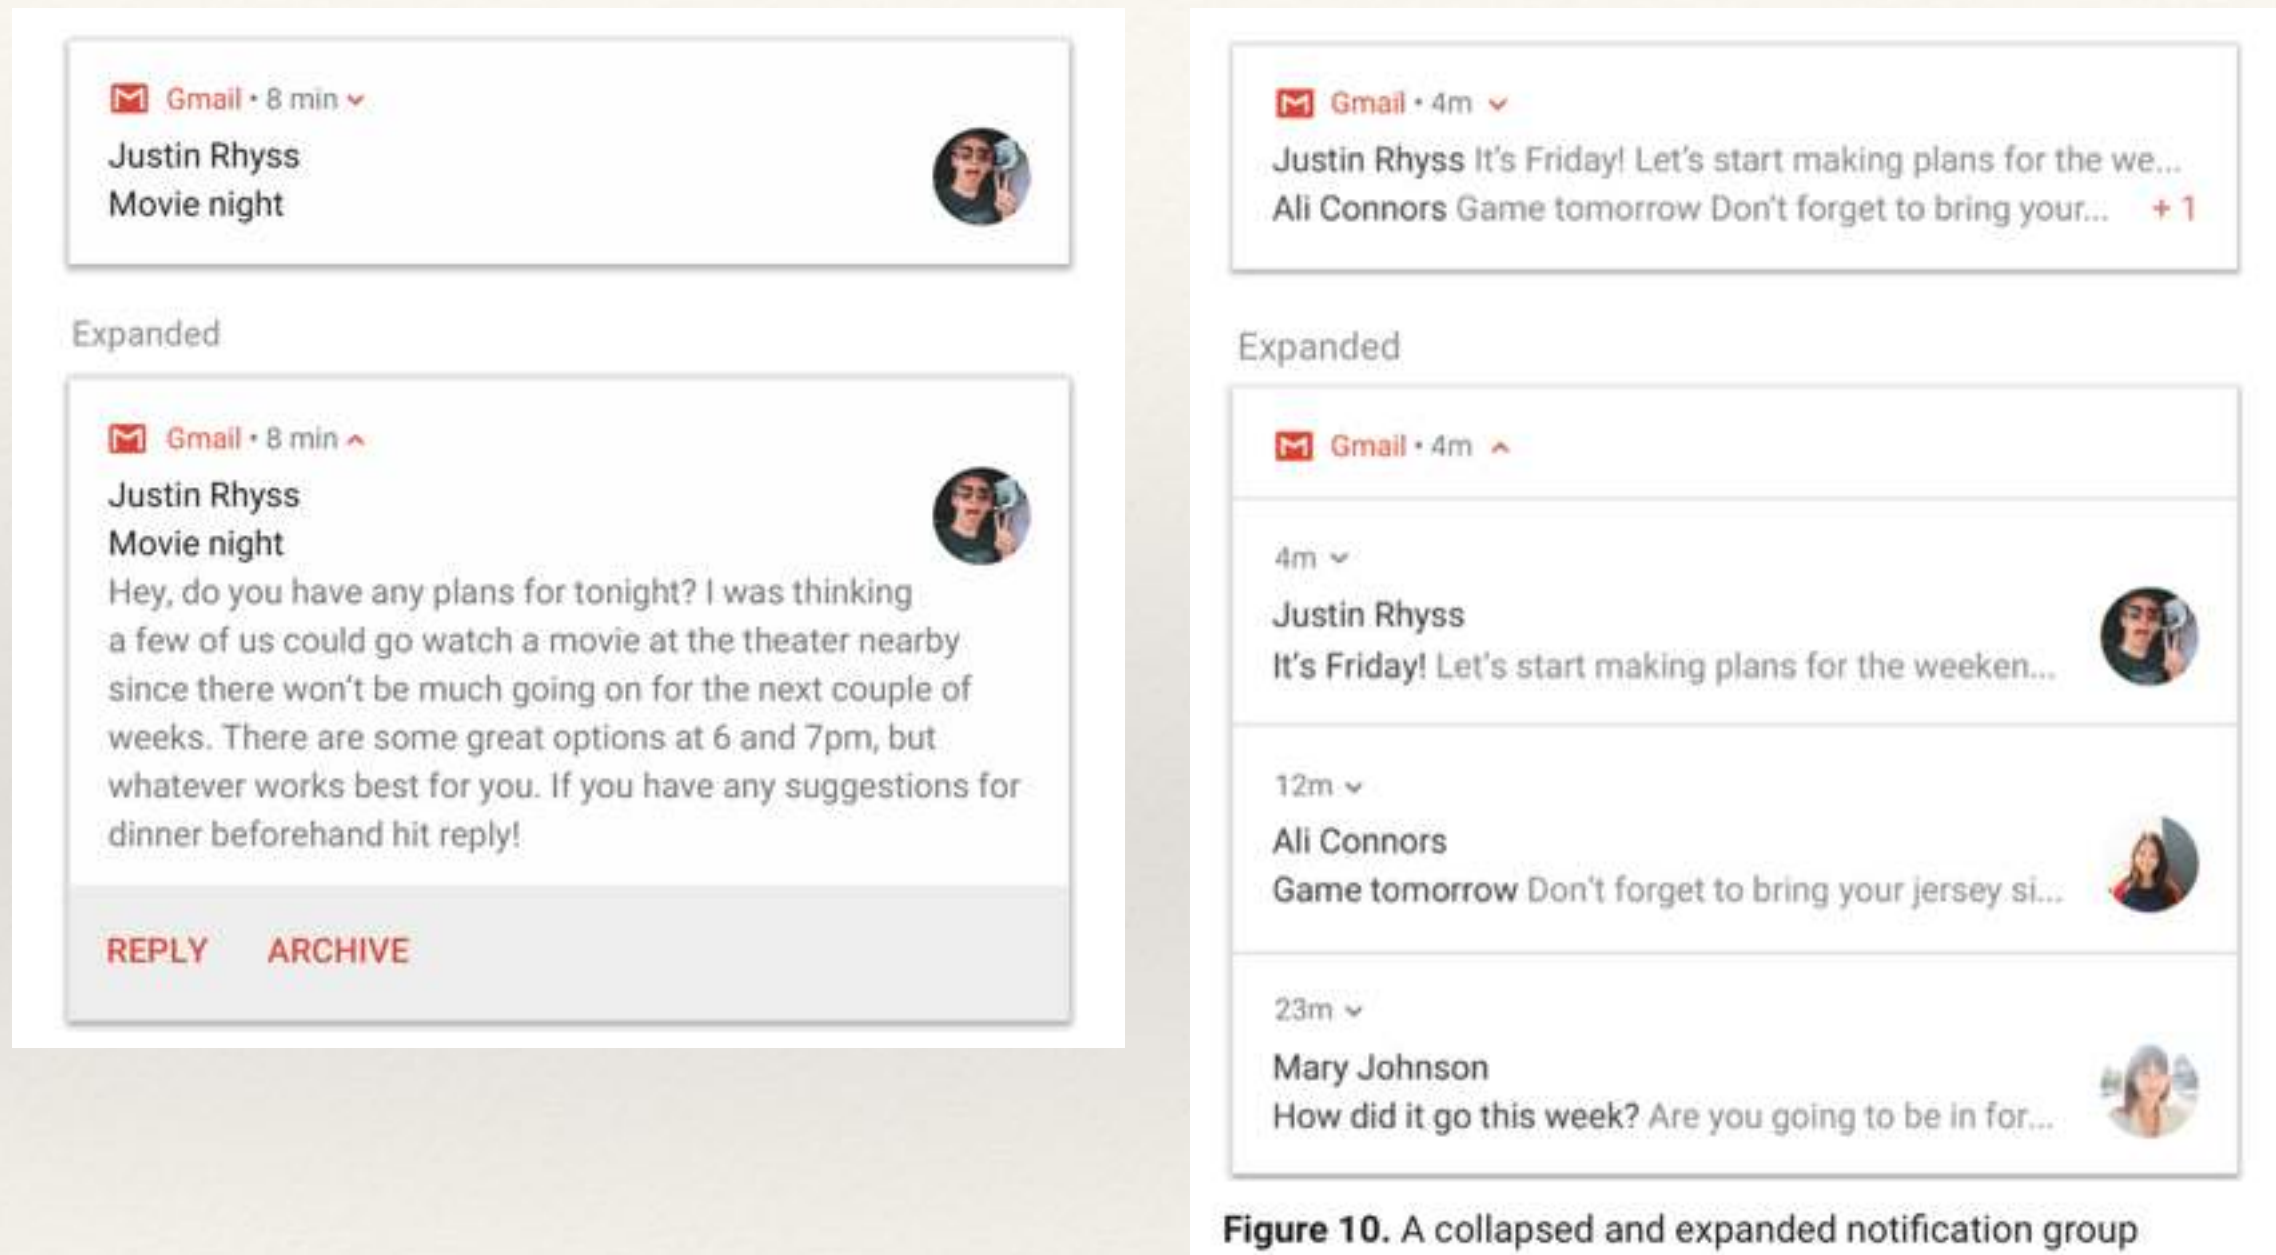 Gmail • 8 min
Justin Rhyss
Movie night
Expanded
Gmail • 8 min
Justin Rhyss
Movie night
Hey, do you have any plans for tonight? I was thinking
a few of us could go watch a movie at the theater nearby
since there won't be much going on for the next couple of
weeks. There are some great options at 6 and 7pm, but
whatever works best for you. If you have any suggestions for
dinner beforehand hit reply!
REPLY ARCHIVE
Gmail • 4m
Justin Rhyss It's Friday! Let's start making plans for the we...
Ali Connors Game tomorrow Don't forget to bring your... + 1
Expanded
Gmail • 4m
4m
Justin Rhyss
It's Friday! Let's start making plans for the weeken...
12m
Ali Connors
Game tomorrow Don't forget to bring your jersey si...
23m
Mary Johnson
How did it go this week? Are you going to be in for...
Figure 10. A collapsed and expanded notification group